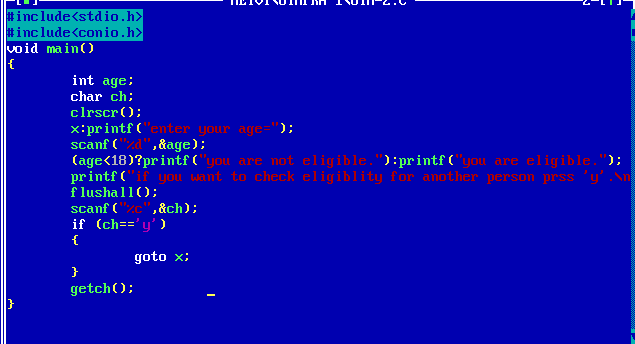 #include<stdio.h>
#include<conio.h>
void main()
{
int age;
char ch;
clrscr();
x:printf("enter your age=");
scanf("%d",&age);
(age<18)?printf("you are not eligible."):printf("you are eligible.");
printf("if you want to check eligiblity for another person prss 'y'.\n
flushall();
scanf("%c",&ch);
if (ch=='y')
{
goto x;
}
getch();
}